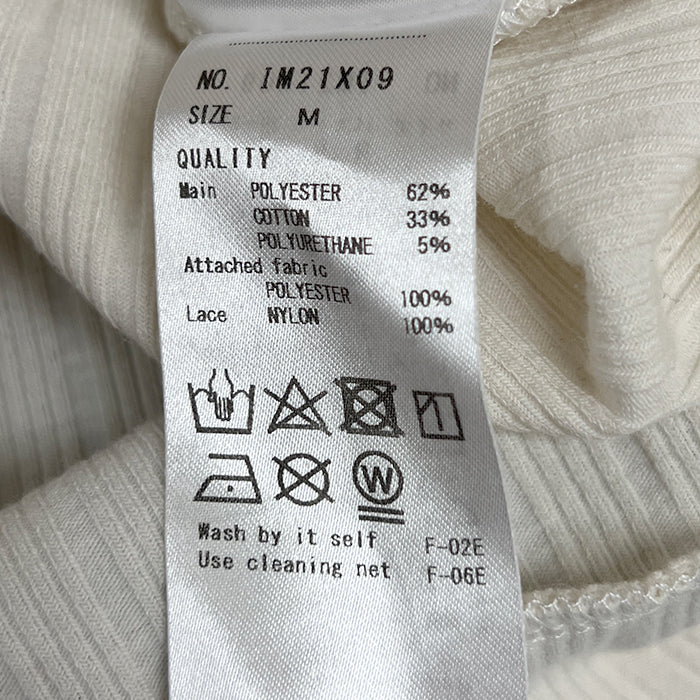 NO. IM21X09
SIZE M
QUALITY
Main POLYESTER 62%
COTTON 33%
POLYURETHANE 5%
Attached fabric
POLYESTER 100%
Lace NYLON 100%
W
Wash by it self F-02E
Use cleaning net F-06E